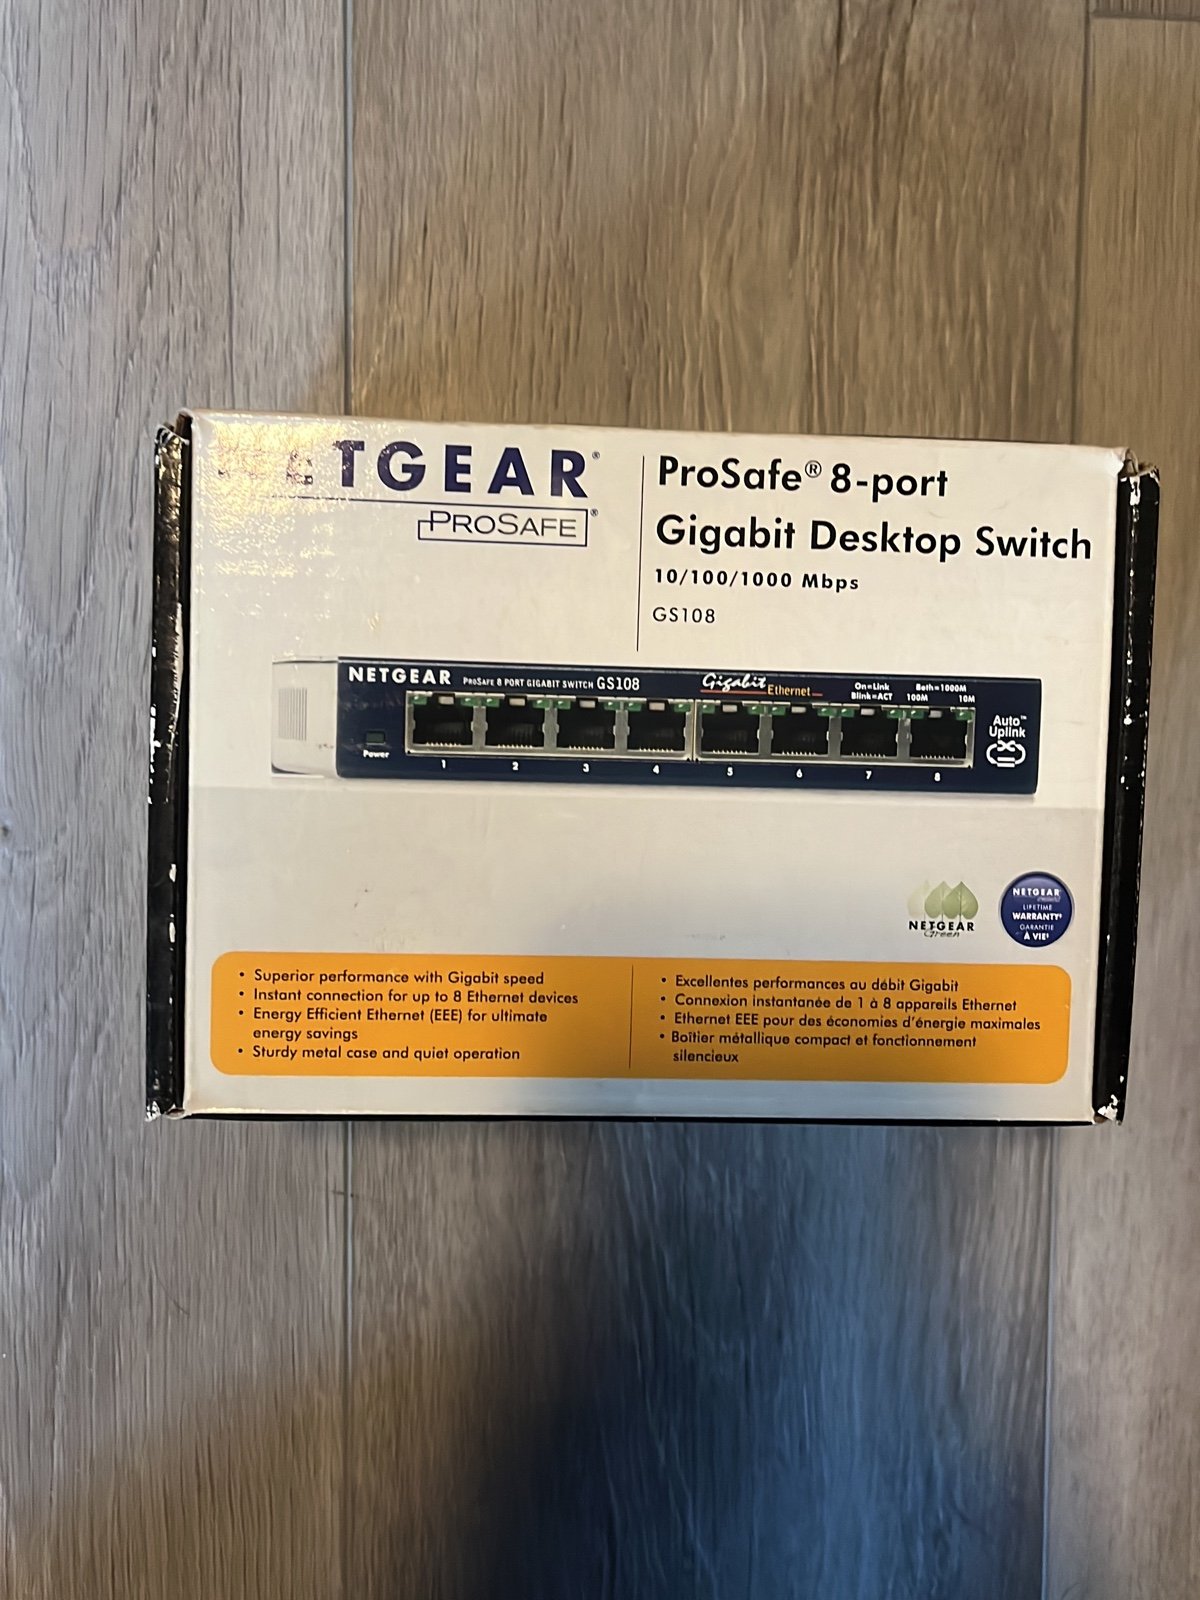 TGEAR®
PROSAFE®
ProSafe® 8-port
Gigabit Desktop Switch
10/100/1000 Mbps
GS108
NETGEAR PROSAFE 8 PORT GIGABIT SWITCH GS108
Gigabit Ethernet
On=Link
Blink=ACT
Both=1000M
100M 10M
Power
1 2 3 4 5 6 7 8
Auto™
Uplink
NETGEAR
Green
NETGEAR
LIFETIME
WARRANTY†
GARANTIE
À VIE†
• Superior performance with Gigabit speed
• Instant connection for up to 8 Ethernet devices
• Energy Efficient Ethernet (EEE) for ultimate
energy savings
• Sturdy metal case and quiet operation
• Excellentes performances au débit Gigabit
• Connexion instantanée de 1 à 8 appareils Ethernet
• Ethernet EEE pour des économies d'énergie maximales
• Boîtier métallique compact et fonctionnement
silencieux